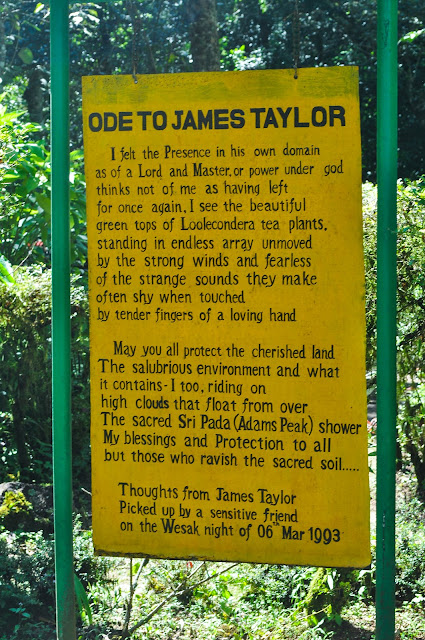 ODE TO JAMES TAYLOR
I felt the Presence in his own domain
as of a Lord and Master, or power under god
thinks not of me as having left
for once again, I see the beautiful
green tops of Loolecondera tea plants,
standing in endless array unmoved
by the strong winds and fearless
of the strange sounds they make
often shy when touched
by tender fingers of a loving hand
May you all protect the cherished land
The salubrious environment and what
it contains - I too, riding on
high clouds that float from over
The sacred Sri Pada (Adams Peak) shower
My blessings and Protection to all
but those who ravish the sacred soil.....
Thoughts from James Taylor
Picked up by a sensitive friend
on the Wesak night of 06th Mar 1993